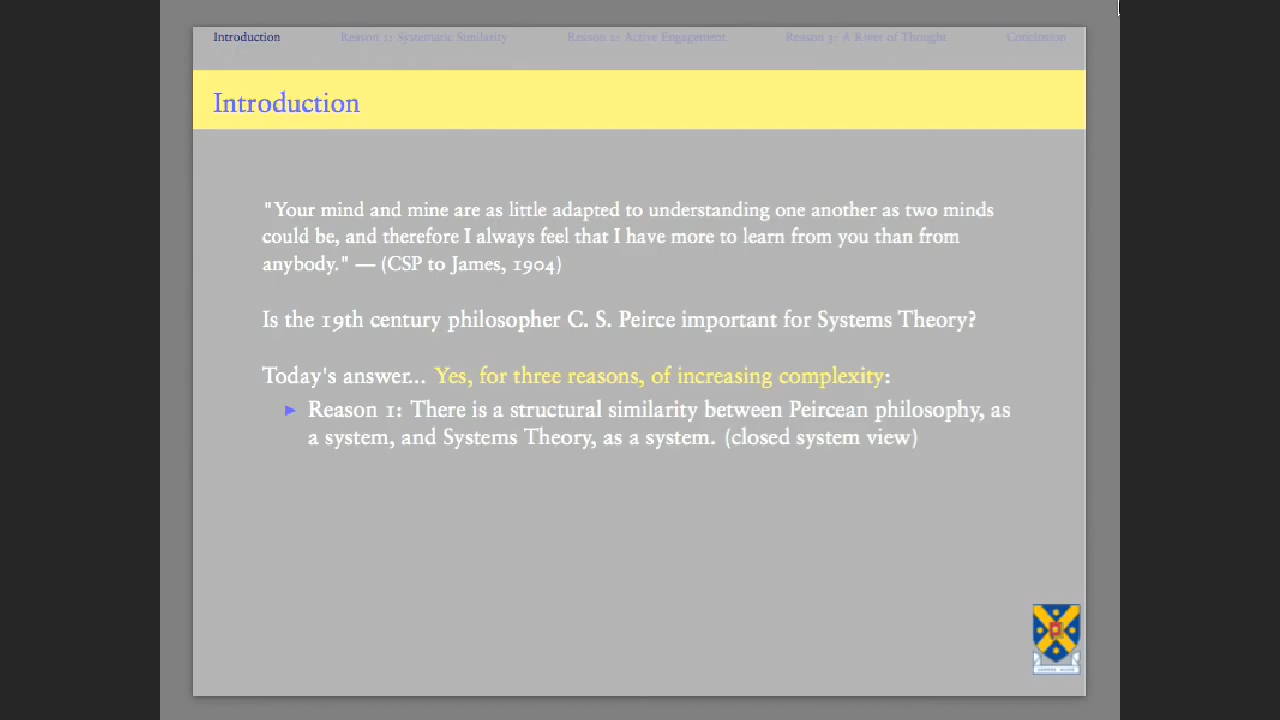 Introduction Reason 1: Systematic Similarity Reason 2: Active Engagement Reason 3: A River of Thought Conclusion
Introduction
"Your mind and mine are as little adapted to understanding one another as two minds
could be, and therefore I always feel that I have more to learn from you than from
anybody." — (CSP to James, 1904)
Is the 19th century philosopher C. S. Peirce important for Systems Theory?
Today's answer... Yes, for three reasons, of increasing complexity:
▶ Reason 1: There is a structural similarity between Peircean philosophy, as
a system, and Systems Theory, as a system. (closed system view)